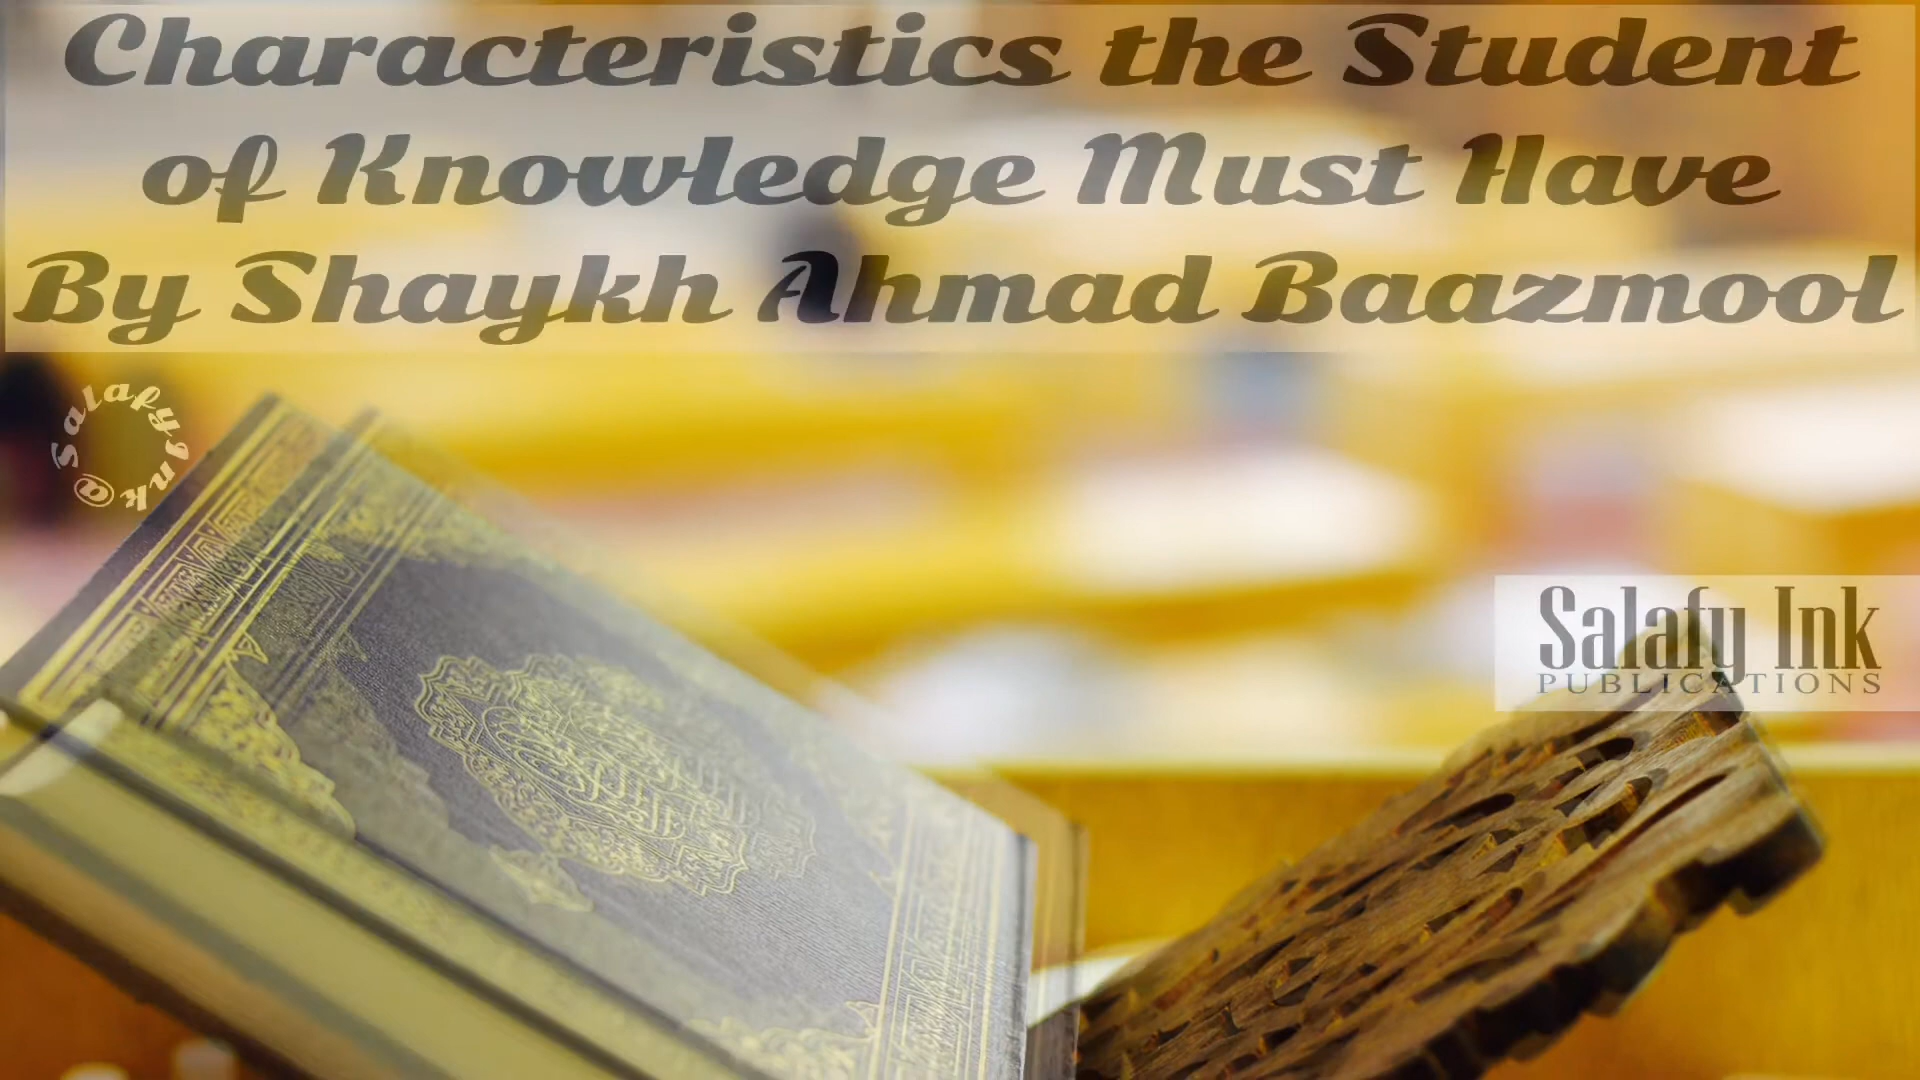 Characteristics the Student
of Knowledge Must Have
By Shaykh Ahmad Baazmool
@SalafyInk
Salafy Ink
PUBLICATIONS